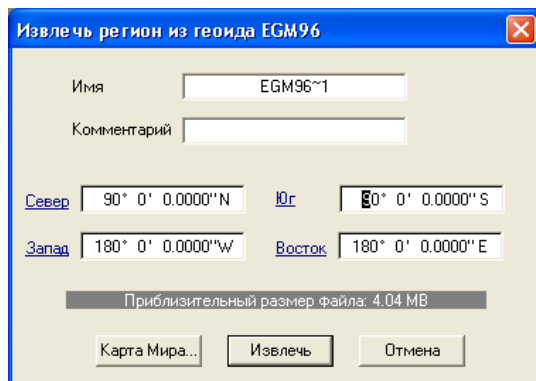 Извлечь регион из геоида EGM96
Имя EGM96~1
Комментарий
Север 90° 0' 0.0000"N Юг 90° 0' 0.0000"S
Запад 180° 0' 0.0000"W Восток 180° 0' 0.0000"E
Приблизительный размер файла: 4.04 MB
Карта Мира... Извлечь Отмена